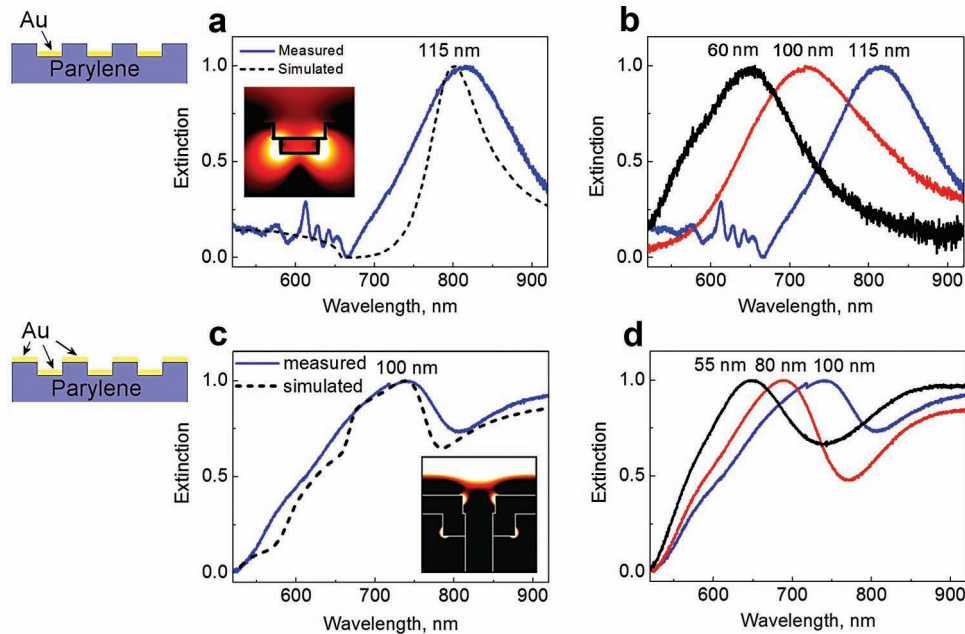 Au
Parylene
a
Measured
Simulated
115 nm
1.0
0.5
0.0
Extinction
600 700 800 900
Wavelength, nm
b
60 nm 100 nm 115 nm
1.0
0.5
0.0
Extinction
600 700 800 900
Wavelength, nm
Au
Parylene
c
measured
simulated
100 nm
1.0
0.5
0.0
Extinction
600 700 800 900
Wavelength, nm
d
55 nm 80 nm 100 nm
1.0
0.5
0.0
Extinction
600 700 800 900
Wavelength, nm